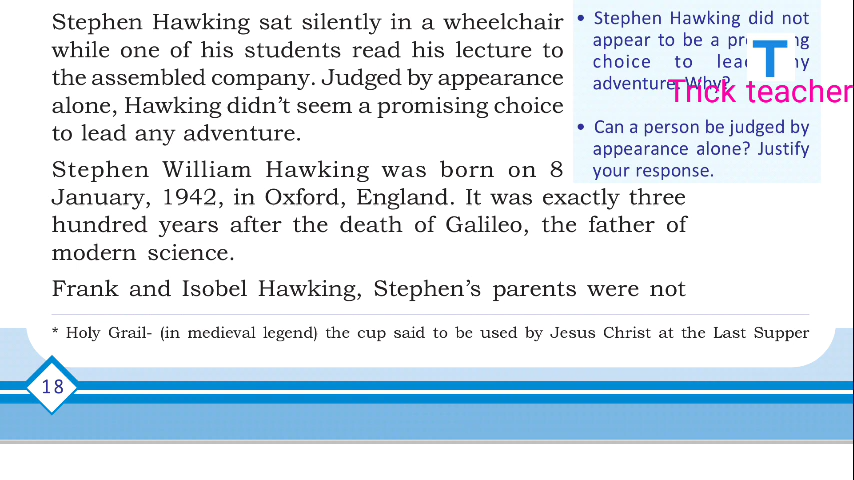 Stephen Hawking sat silently in a wheelchair
while one of his students read his lecture to
the assembled company. Judged by appearance
alone, Hawking didn't seem a promising choice
to lead any adventure.
Stephen William Hawking was born on 8
January, 1942, in Oxford, England. It was exactly three
hundred years after the death of Galileo, the father of
modern science.
Frank and Isobel Hawking, Stephen's parents were not
• Stephen Hawking did not
appear to be a
choice to
adventure. Why?
• Can a person be judged by
appearance alone? Justify
your response.
T
Trick teacher
* Holy Grail- (in medieval legend) the cup said to be used by Jesus Christ at the Last Supper
18